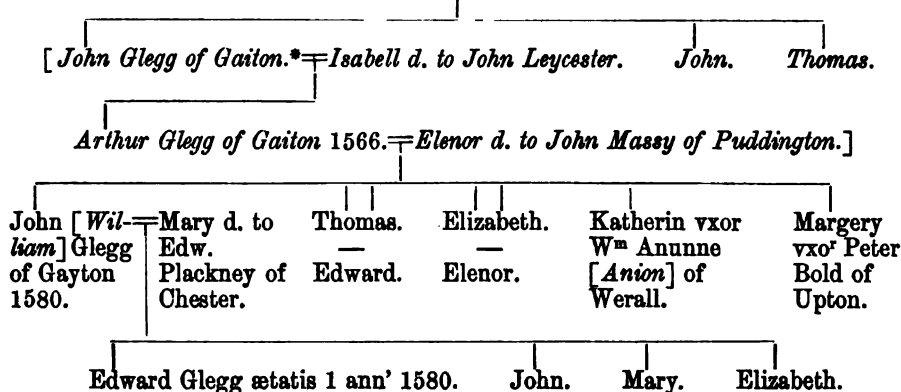 [ John Glegg of Gaiton.*=Isabell d. to John Leycester. John. Thomas.
Arthur Glegg of Gaiton 1566.=Elenor d. to John Massy of Puddington.]
John [Wil-=Mary d. to Thomas. Elizabeth. Katherin vxor Margery
liam] Glegg Edw. — — Wm Anunne vxor Peter
of Gayton Plackney of Edward. Elenor. [Anion] of Bold of
1580. Chester. Werall. Upton.
Edward Glegg ætatis 1 ann' 1580. John. Mary. Elizabeth.